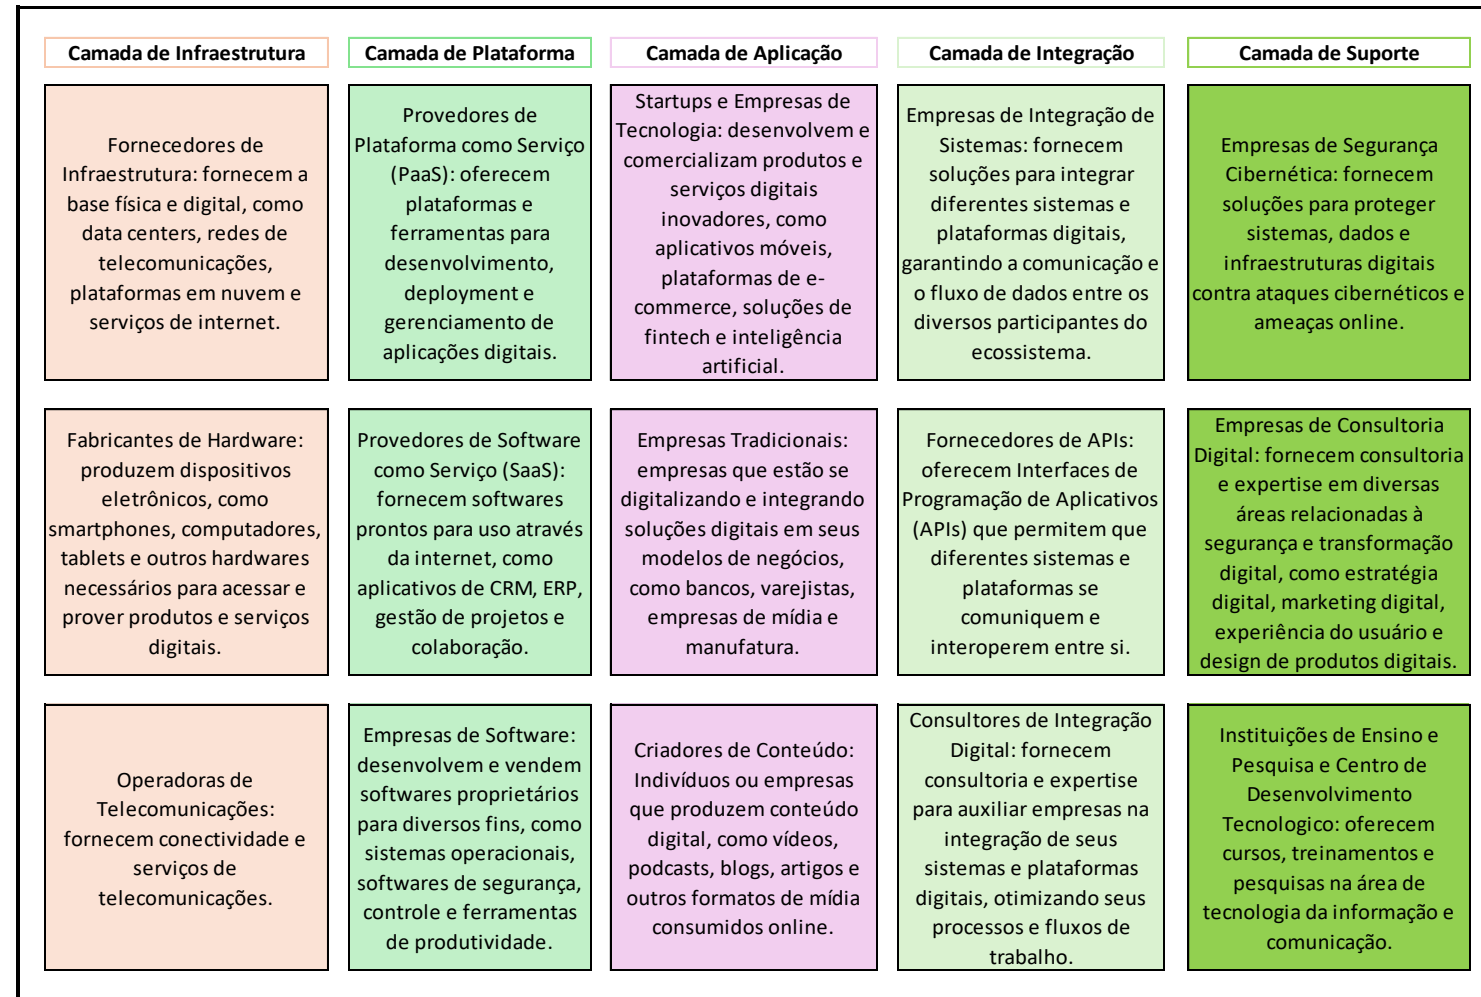 Camada de Infraestrutura
Camada de Plataforma
Camada de Aplicação
Camada de Integração
Camada de Suporte
Fornecedores de
Infraestrutura: fornecem a
base física e digital, como
data centers, redes de
telecomunicações,
plataformas em nuvem e
serviços de internet.
Provedores de
Plataforma como Serviço
(PaaS): oferecem
plataformas e
ferramentas para
desenvolvimento,
deployment e
gerenciamento de
aplicações digitais.
Startups e Empresas de
Tecnologia: desenvolvem e
comercializam produtos e
serviços digitais
inovadores, como
aplicativos móveis,
plataformas de e-
commerce, soluções de
fintech e inteligência
artificial.
Empresas de Integração de
Sistemas: fornecem
soluções para integrar
diferentes sistemas e
plataformas digitais,
garantindo a comunicação e
o fluxo de dados entre os
diversos participantes do
ecossistema.
Empresas de Segurança
Cibernética: fornecem
soluções para proteger
sistemas, dados e
infraestruturas digitais
contra ataques cibernéticos e
ameaças online.
Fabricantes de Hardware:
produzem dispositivos
eletrônicos, como
smartphones, computadores,
tablets e outros hardwares
necessários para acessar e
prover produtos e serviços
digitais.
Provedores de Software
como Serviço (SaaS):
fornecem softwares
prontos para uso através
da internet, como
aplicativos de CRM, ERP,
gestão de projetos e
colaboração.
Empresas Tradicionais:
empresas que estão se
digitalizando e integrando
soluções digitais em seus
modelos de negócios,
como bancos, varejistas,
empresas de mídia e
manufatura.
Fornecedores de APIs:
oferecem Interfaces de
Programação de Aplicativos
(APIs) que permitem que
diferentes sistemas e
plataformas se
comuniquem e
interoperem entre si.
Empresas de Consultoria
Digital: fornecem consultoria
e expertise em diversas
áreas relacionadas à
segurança e transformação
digital, como estratégia
digital, marketing digital,
experiência do usuário e
design de produtos digitais.
Operadoras de
Telecomunicações:
fornecem conectividade e
serviços de
telecomunicações.
Empresas de Software:
desenvolvem e vendem
softwares proprietários
para diversos fins, como
sistemas operacionais,
softwares de segurança,
controle e ferramentas
de produtividade.
Criadores de Conteúdo:
Indivíduos ou empresas
que produzem conteúdo
digital, como vídeos,
podcasts, blogs, artigos e
outros formatos de mídia
consumidos online.
Consultores de Integração
Digital: fornecem
consultoria e expertise
para auxiliar empresas na
integração de seus
sistemas e plataformas
digitais, otimizando seus
processos e fluxos de
trabalho.
Instituições de Ensino e
Pesquisa e Centro de
Desenvolvimento
Tecnologico: oferecem
cursos, treinamentos e
pesquisas na área de
tecnologia da informação e
comunicação.